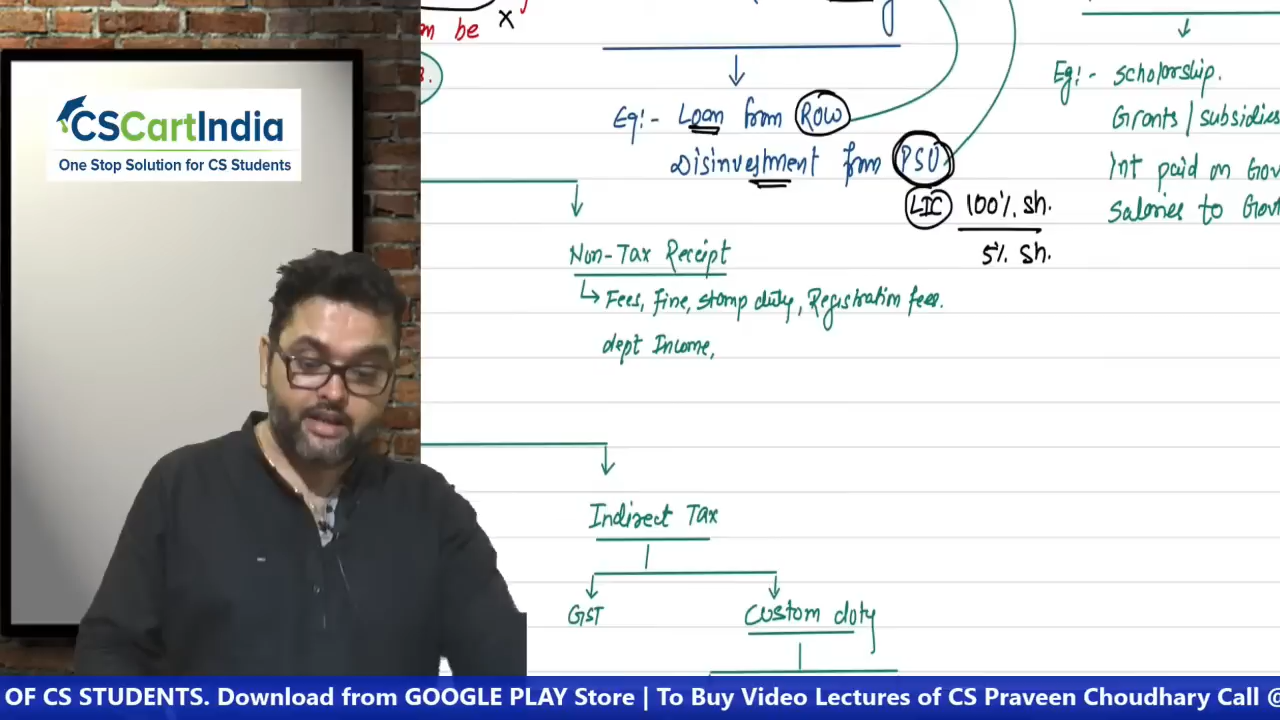 CSCartIndia
One Stop Solution for CS Students
be x
Eg:- Loan from ROW
Disinvestment from PSU
LIC 100% sh.
5% sh.
Eg:- scholarship.
Grants / subsidies
Int paid on Gov
Salaries to Govt
Non-Tax Receipt
↳ Fees, fine, stamp duty, Registration fees.
dept Income,
Indirect Tax
GST
Custom duty
OF CS STUDENTS. Download from GOOGLE PLAY Store | To Buy Video Lectures of CS Praveen Choudhary Call @